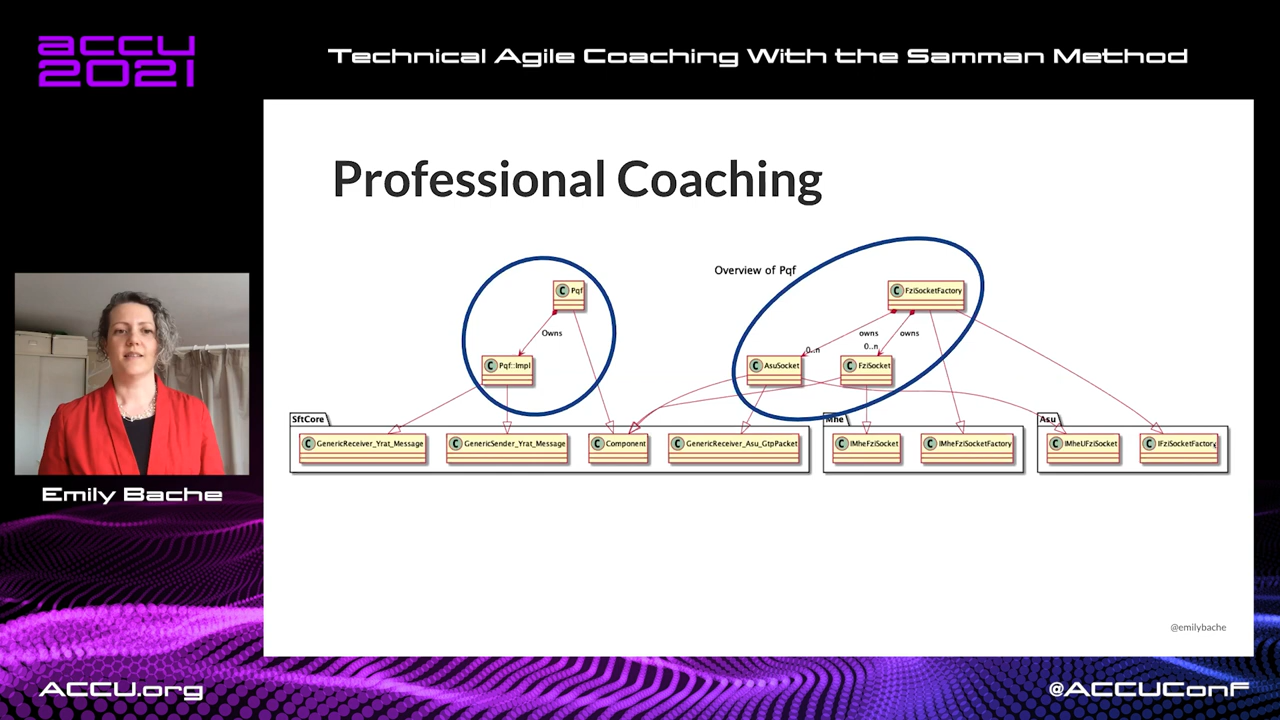 ACCU
2021
Technical Agile Coaching With the Samman Method
Professional Coaching
Overview of Pqf
C Pqf
C FziSocketFactory
Owns
owns
owns
0..n
0..n
C Pqf::Impl
C AsuSocket
C FziSocket
SftCore
Mhe
Asu
C GenericReceiver_Yrat_Message
C GenericSender_Yrat_Message
C Component
C GenericReceiver_Asu_GtpPacket
C IMheFziSocket
C IMheFziSocketFactory
C IMheUFziSocket
C IFziSocketFactory
Emily Bache
@emilybache
ACCU.org
@ACCUConf